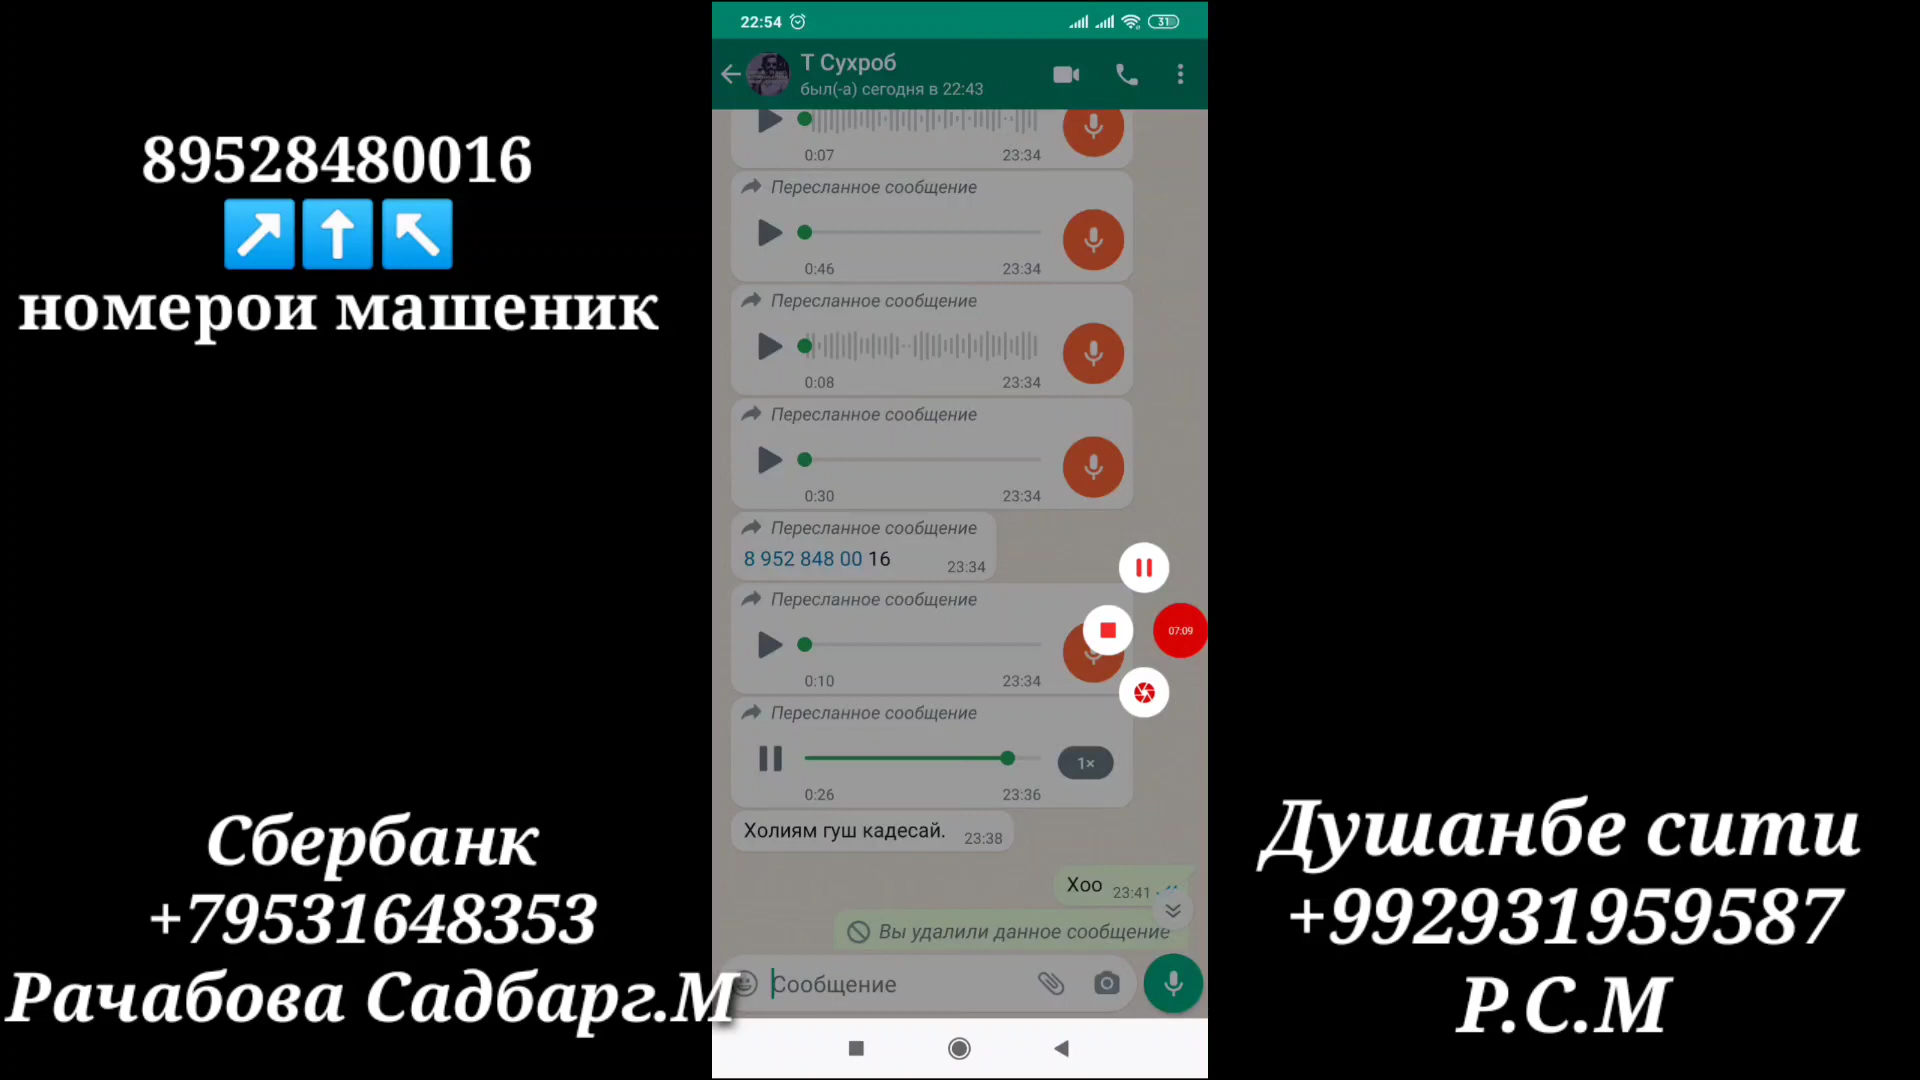 89528480016
номерои машеник
Сбербанк
+79531648353
Рачабова Садбарг.М
22:54
31
Т Сухроб
был(-а) сегодня в 22:43
0:07 23:34
Пересланное сообщение
0:46 23:34
Пересланное сообщение
0:08 23:34
Пересланное сообщение
0:30 23:34
Пересланное сообщение
8 952 848 00 16 23:34
Пересланное сообщение
0:10 23:34
07:09
Пересланное сообщение
1×
0:26 23:36
Холиям гуш кадесай. 23:38
Хоо 23:41
Вы удалили данное сообщение
Сообщение
Душанбе сити
+992931959587
Р.С.М